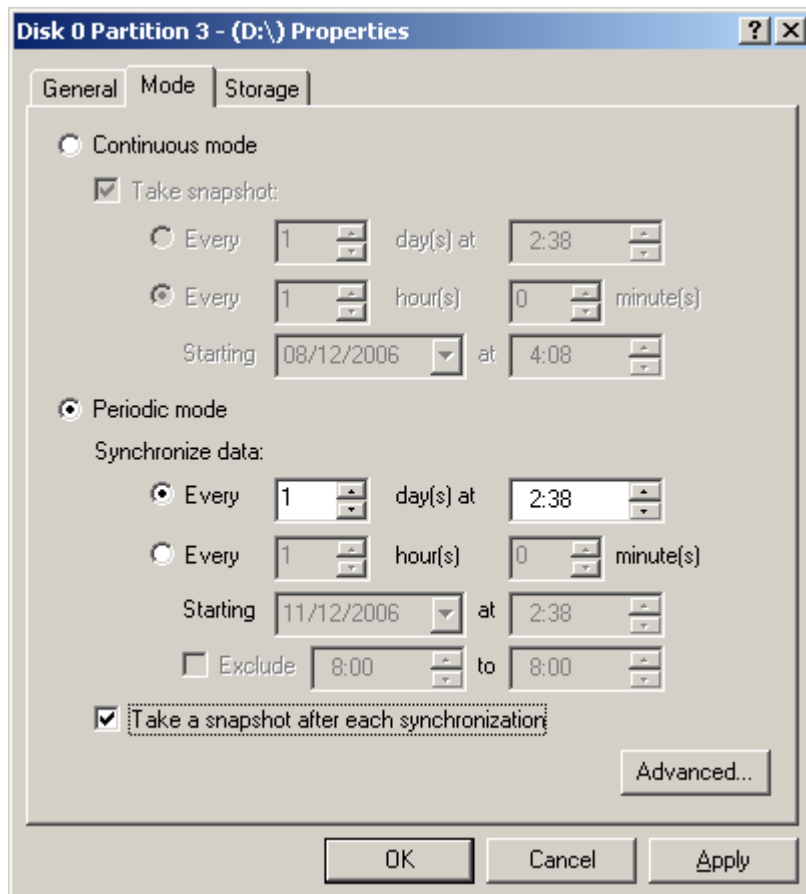 Disk 0 Partition 3 - (D:\) Properties
General Mode Storage
Continuous mode
Take snapshot:
Every 1 day(s) at 2:38
Every 1 hour(s) 0 minute(s)
Starting 08/12/2006 at 4:08
Periodic mode
Synchronize data:
Every 1 day(s) at 2:38
Every 1 hour(s) 0 minute(s)
Starting 11/12/2006 at 2:38
Exclude 8:00 to 8:00
Take a snapshot after each synchronization
Advanced...
OK Cancel Apply